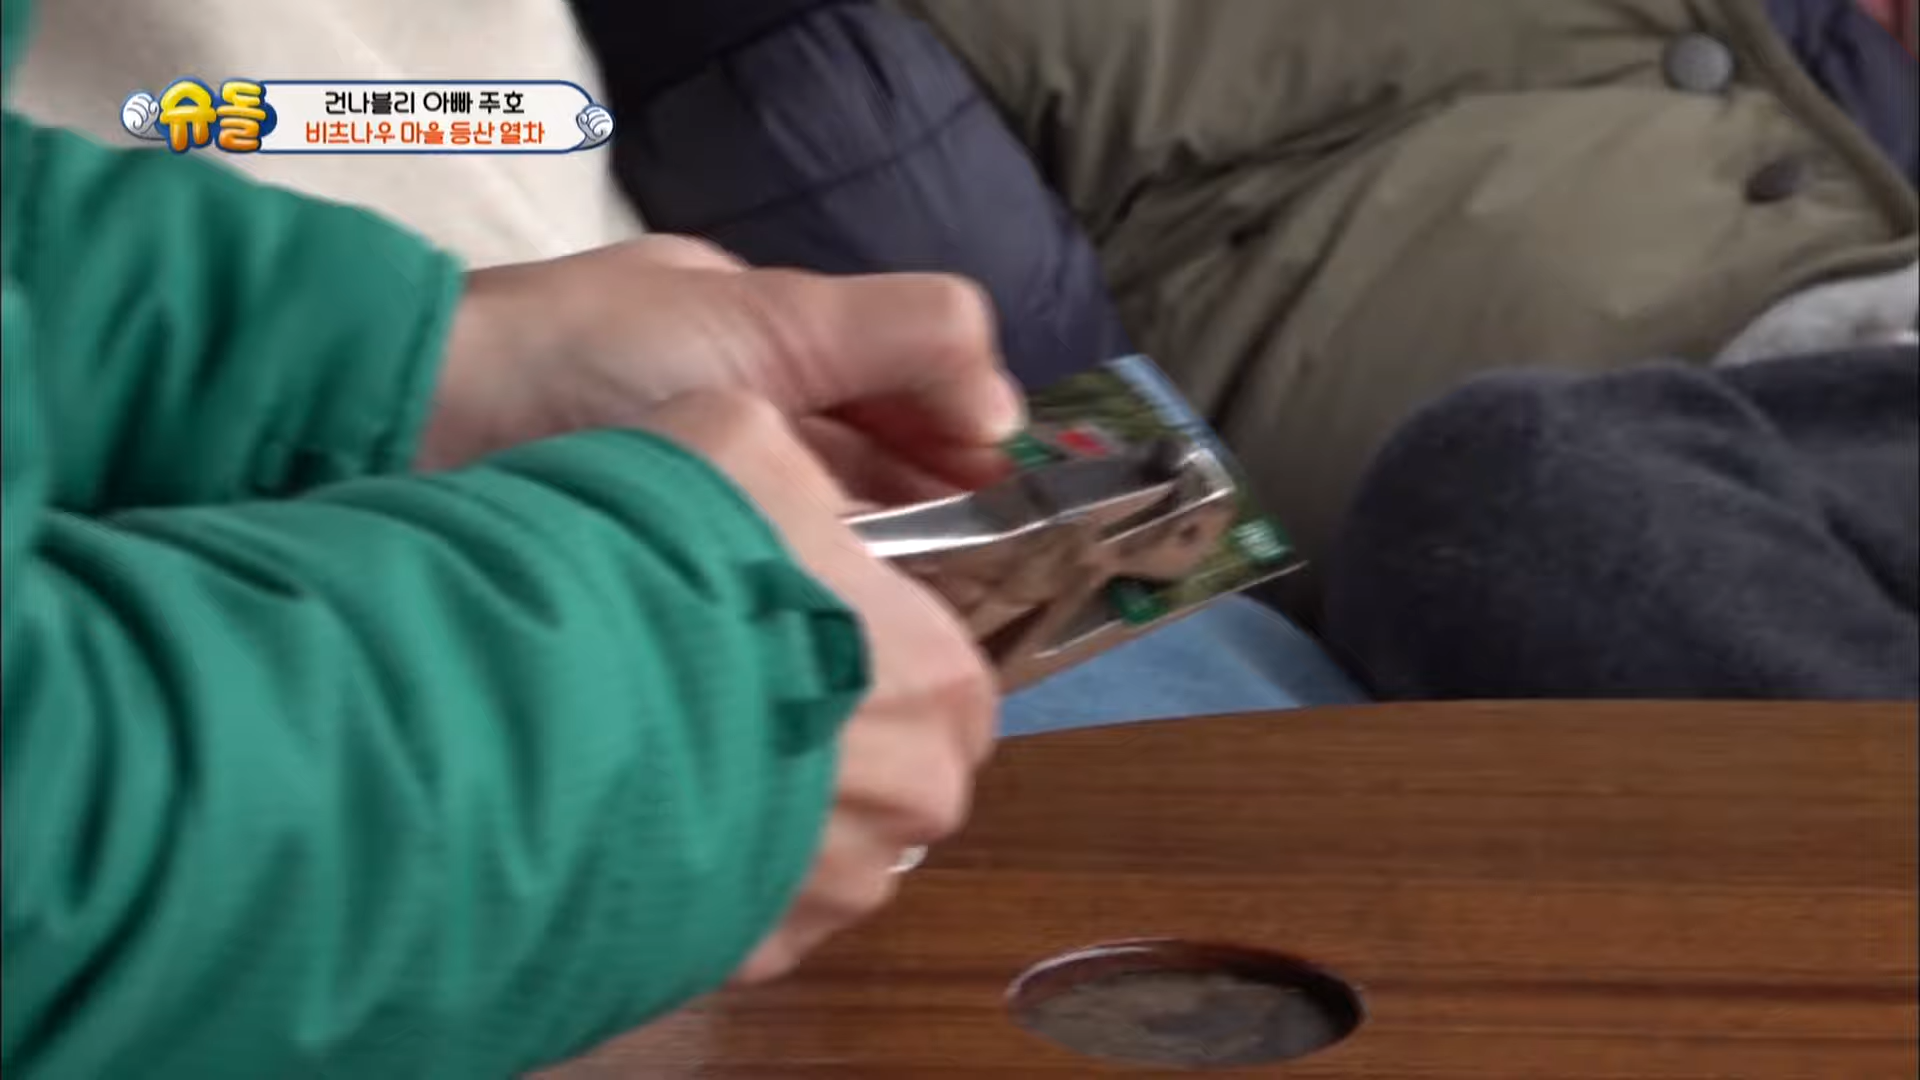 슈돌
건나블리 아빠 주호
비츠나우 마을 등산 열차